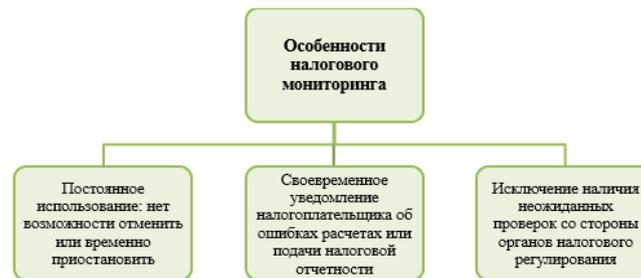 Особенности
налогового
мониторинга
Постоянное
использование: нет
возможности отменить
или временно
приостановить
Своевременное
уведомление
налогоплательщика об
ошибках расчетах или
подачи налоговой
отчетности
Исключение наличия
неожиданных
проверок со стороны
органов налогового
регулирования